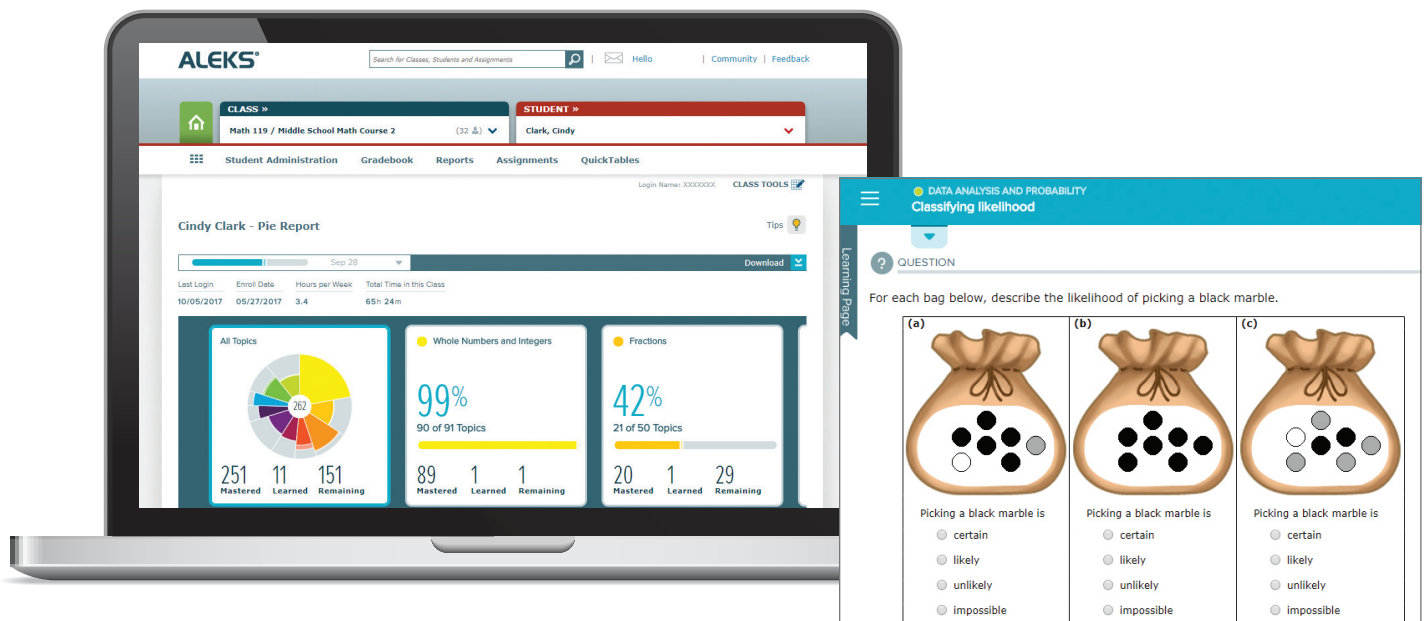 ALEKS®
Search for Classes, Students and Assignments
| Hello | Community | Feedback
CLASS »
Math 119 / Middle School Math Course 2 (32 )
STUDENT »
Clark, Cindy
Student Administration Gradebook Reports Assignments QuickTables
Login Name: XXXXXXX CLASS TOOLS
Cindy Clark - Pie Report
Tips
Sep 28
Download
Last Login Enroll Date Hours per Week Total Time in this Class
10/05/2017 05/27/2017 3.4 65h 24m
All Topics
262
251 11 151
Mastered Learned Remaining
Whole Numbers and Integers
99%
90 of 91 Topics
89 1 1
Mastered Learned Remaining
Fractions
42%
21 of 50 Topics
20 1 29
Mastered Learned Remaining
DATA ANALYSIS AND PROBABILITY
Classifying likelihood
Learning Page
? QUESTION
For each bag below, describe the likelihood of picking a black marble.
(a) (b) (c)
Picking a black marble is Picking a black marble is Picking a black marble is
certain certain certain
likely likely likely
unlikely unlikely unlikely
impossible impossible impossible